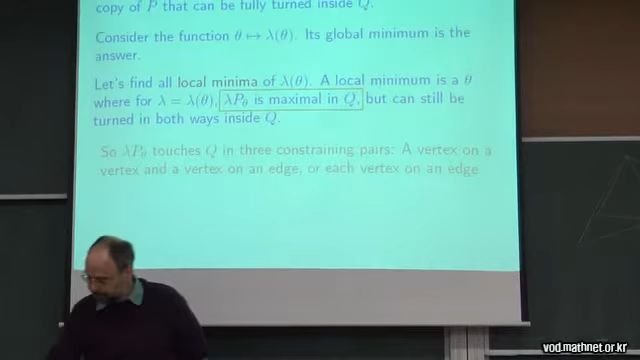 copy of P that can be fully turned inside Q.
Consider the function θ ↦ λ(θ). Its global minimum is the
answer.
Let's find all local minima of λ(θ). A local minimum is a θ
where for λ = λ(θ), λPθ is maximal in Q, but can still be
turned in both ways inside Q.
So λPθ touches Q in three constraining pairs: A vertex on a
vertex and a vertex on an edge, or each vertex on an edge
vod.mathnet.or.kr